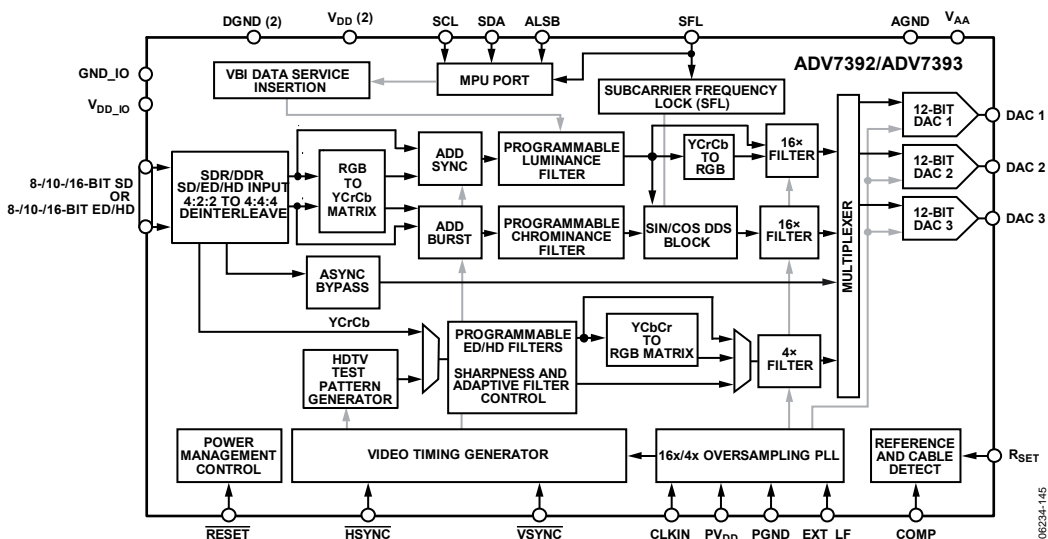 DGND (2)
VDD (2)
SCL
SDA
ALSB
SFL
AGND
VAA
GND_IO
VDD_IO
ADV7392/ADV7393
VBI DATA SERVICE
INSERTION
MPU PORT
SUBCARRIER FREQUENCY
LOCK (SFL)
8-/10-/16-BIT SD
OR
8-/10-/16-BIT ED/HD
SDR/DDR
SD/ED/HD INPUT
4:2:2 TO 4:4:4
DEINTERLEAVE
RGB
TO
YCrCb
MATRIX
ADD
SYNC
PROGRAMMABLE
LUMINANCE
FILTER
YCrCb
TO
RGB
16×
FILTER
ADD
BURST
PROGRAMMABLE
CHROMINANCE
FILTER
SIN/COS DDS
BLOCK
16×
FILTER
MULTIPLEXER
12-BIT
DAC 1
DAC 1
12-BIT
DAC 2
DAC 2
12-BIT
DAC 3
DAC 3
ASYNC
BYPASS
YCrCb
HDTV
TEST
PATTERN
GENERATOR
PROGRAMMABLE
ED/HD FILTERS
SHARPNESS AND
ADAPTIVE FILTER
CONTROL
YCbCr
TO
RGB MATRIX
4×
FILTER
POWER
MANAGEMENT
CONTROL
VIDEO TIMING GENERATOR
16x/4x OVERSAMPLING PLL
REFERENCE
AND CABLE
DETECT
RSET
RESET
HSYNC
VSYNC
CLKIN
PVDD
PGND
EXT_LF
COMP
06234-145